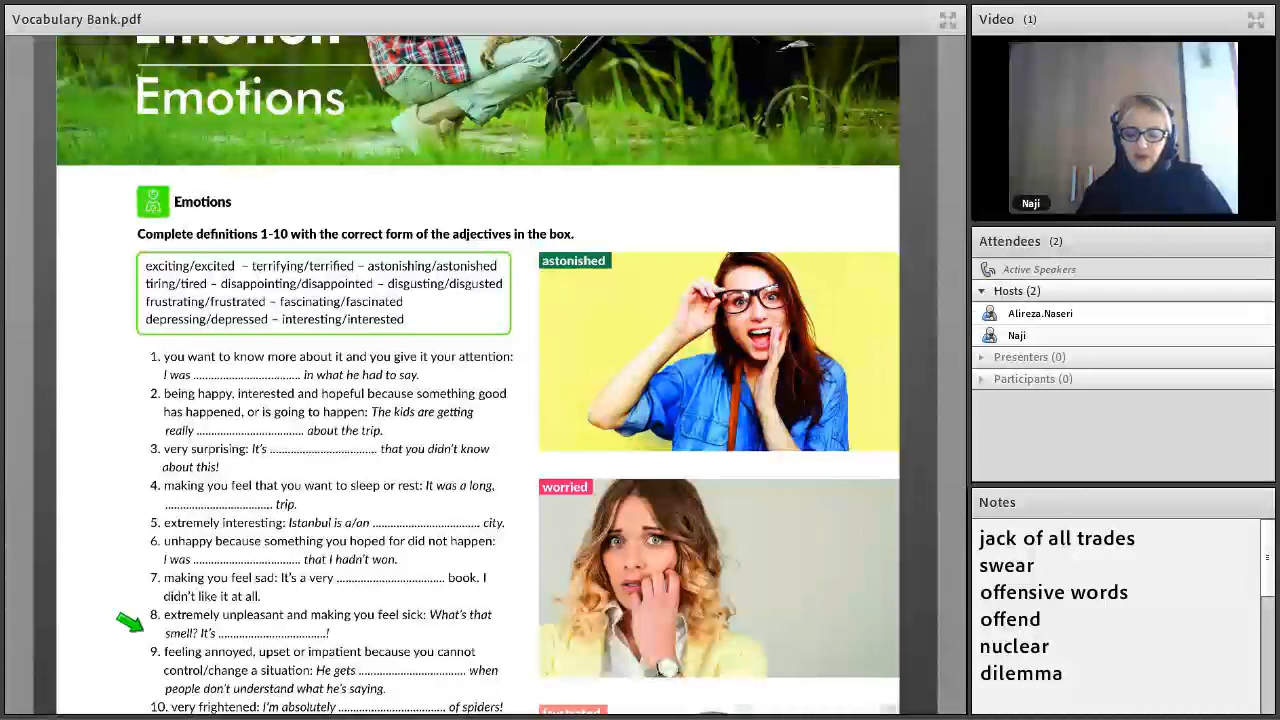 Vocabulary Bank.pdf
Emotion
Emotions
Emotions
Complete definitions 1-10 with the correct form of the adjectives in the box.
exciting/excited – terrifying/terrified – astonishing/astonished
tiring/tired – disappointing/disappointed – disgusting/disgusted
frustrating/frustrated – fascinating/fascinated
depressing/depressed – interesting/interested
1. you want to know more about it and you give it your attention:
I was ................................ in what he had to say.
2. being happy, interested and hopeful because something good
has happened, or is going to happen: The kids are getting
really ................................ about the trip.
3. very surprising: It's ................................ that you didn't know
about this!
4. making you feel that you want to sleep or rest: It was a long,
................................ trip.
5. extremely interesting: Istanbul is a/an ................................ city.
6. unhappy because something you hoped for did not happen:
I was ................................ that I hadn't won.
7. making you feel sad: It's a very ................................ book. I
didn't like it at all.
8. extremely unpleasant and making you feel sick: What's that
smell? It's ................................!
9. feeling annoyed, upset or impatient because you cannot
control/change a situation: He gets ................................ when
people don't understand what he's saying.
10. very frightened: I'm absolutely ................................ of spiders!
astonished
worried
frustrated
Video (1)
Naji
Attendees (2)
Active Speakers
Hosts (2)
Alireza.Naseri
Naji
Presenters (0)
Participants (0)
Notes
jack of all trades
swear
offensive words
offend
nuclear
dilemma